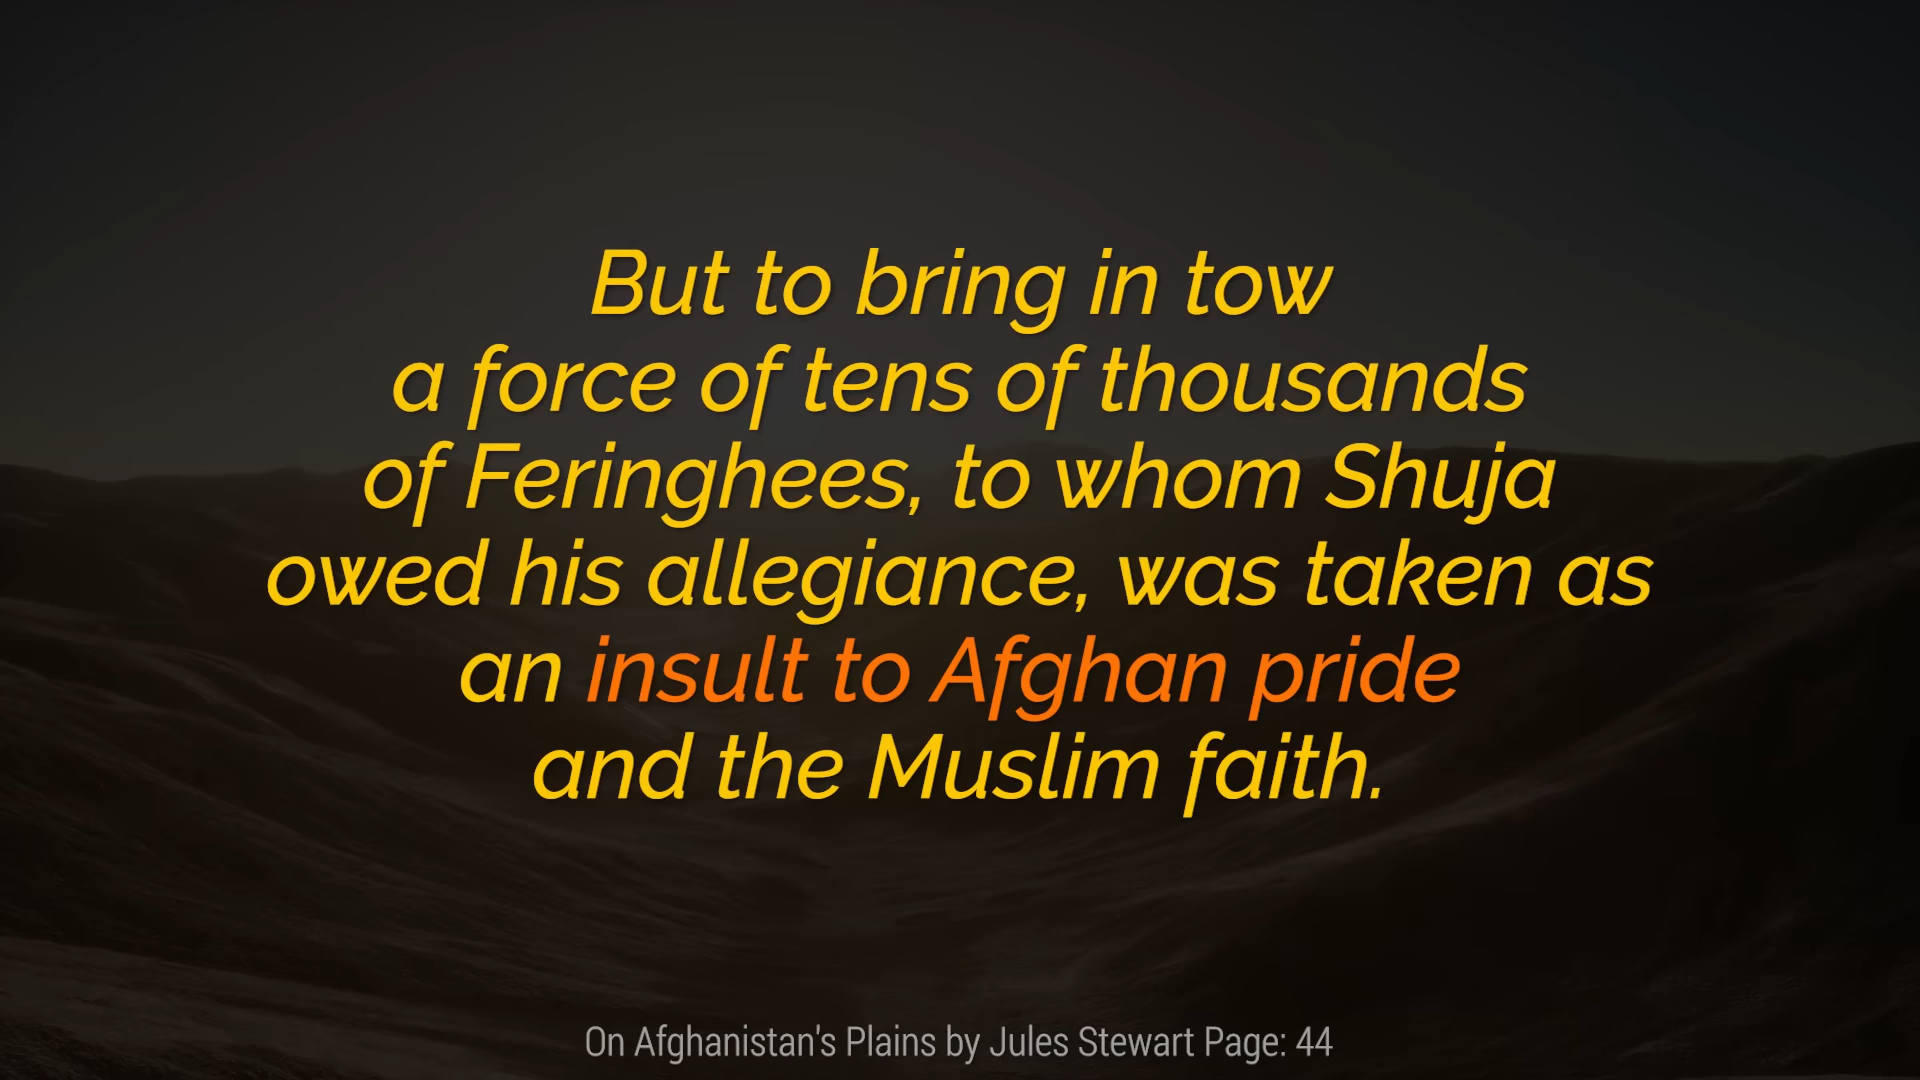 But to bring in tow
a force of tens of thousands
of Feringhees, to whom Shuja
owed his allegiance, was taken as
an insult to Afghan pride
and the Muslim faith.
On Afghanistan's Plains by Jules Stewart Page: 44